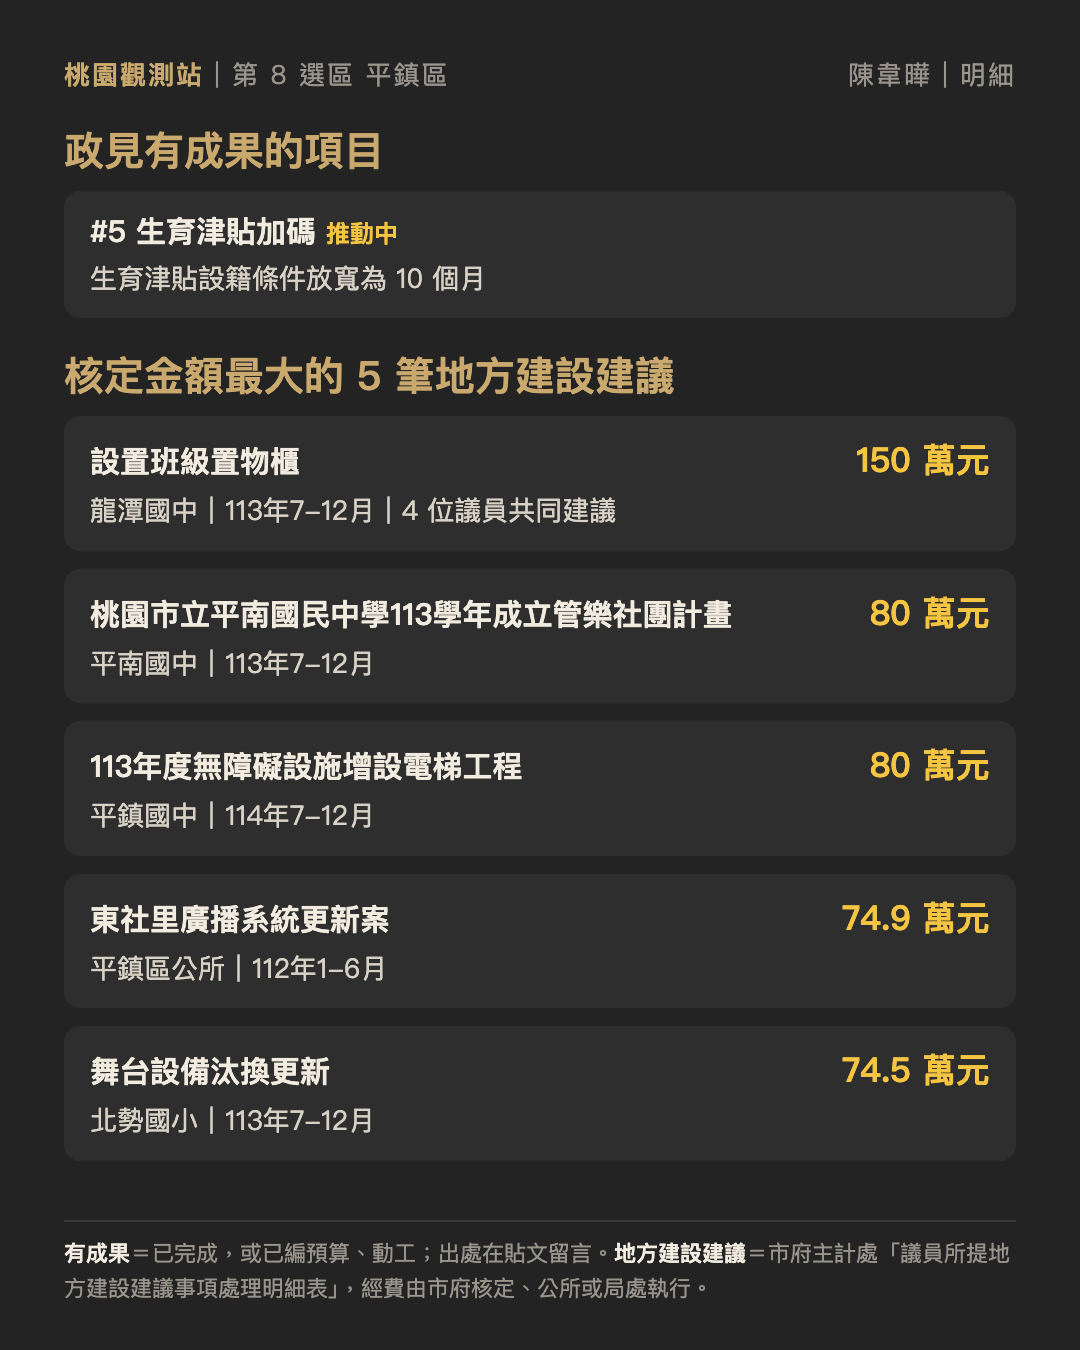 桃園觀測站｜第 8 選區 平鎮區
陳韋曄｜明細
政見有成果的項目
#5 生育津貼加碼 推動中
生育津貼設籍條件放寬為 10 個月
核定金額最大的 5 筆地方建設建議
設置班級置物櫃 150 萬元
龍潭國中｜113年7–12月｜4 位議員共同建議
桃園市立平南國民中學113學年成立管樂社團計畫 80 萬元
平南國中｜113年7–12月
113年度無障礙設施增設電梯工程 80 萬元
平鎮國中｜114年7–12月
東社里廣播系統更新案 74.9 萬元
平鎮區公所｜112年1–6月
舞台設備汰換更新 74.5 萬元
北勢國小｜113年7–12月
有成果＝已完成，或已編預算、動工；出處在貼文留言。地方建設建議＝市府主計處「議員所提地
方建設建議事項處理明細表」，經費由市府核定、公所或局處執行。